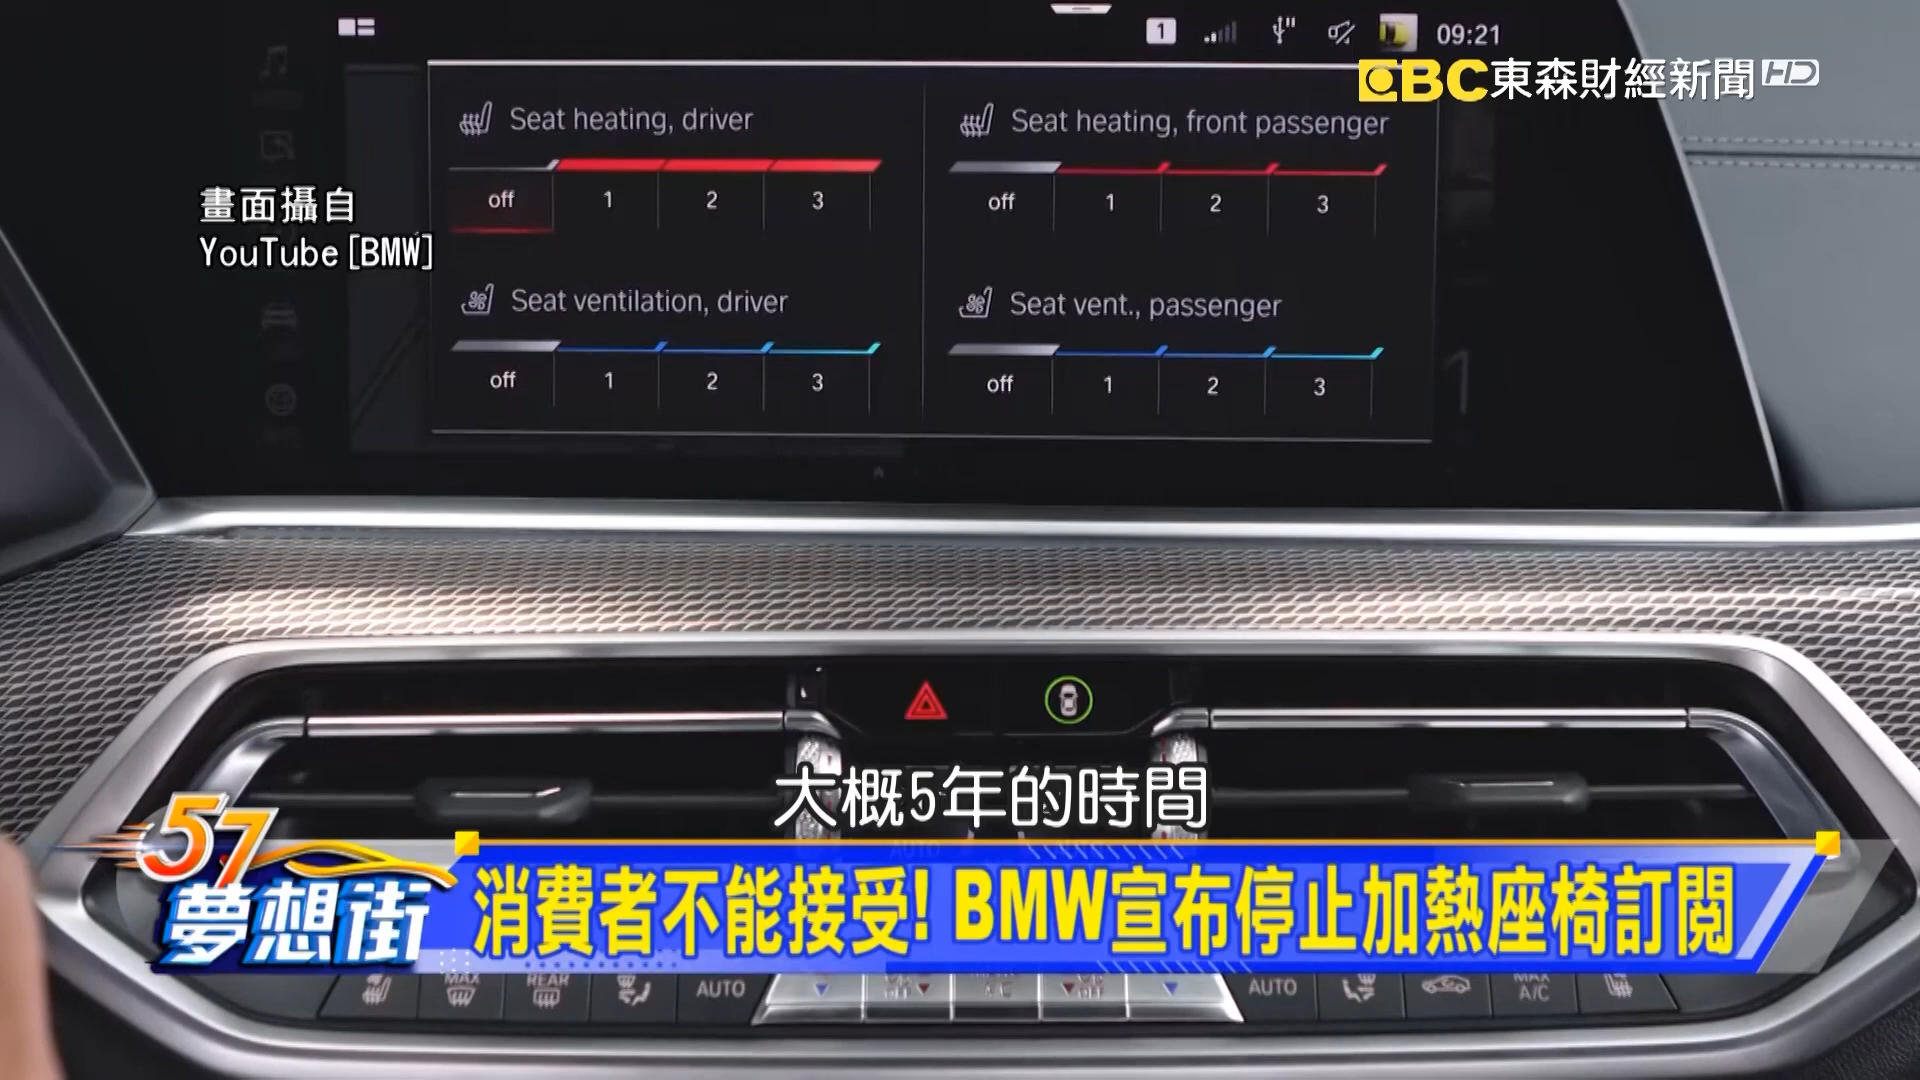 1
09:21
EBC東森財經新聞HD
Seat heating, driver
off 1 2 3
Seat heating, front passenger
off 1 2 3
畫面攝自
YouTube[BMW]
Seat ventilation, driver
off 1 2 3
Seat vent., passenger
off 1 2 3
大概5年的時間
57
夢想街
消費者不能接受! BMW宣布停止加熱座椅訂閱
MAX
REAR
AUTO
AUTO
MAX
A/C